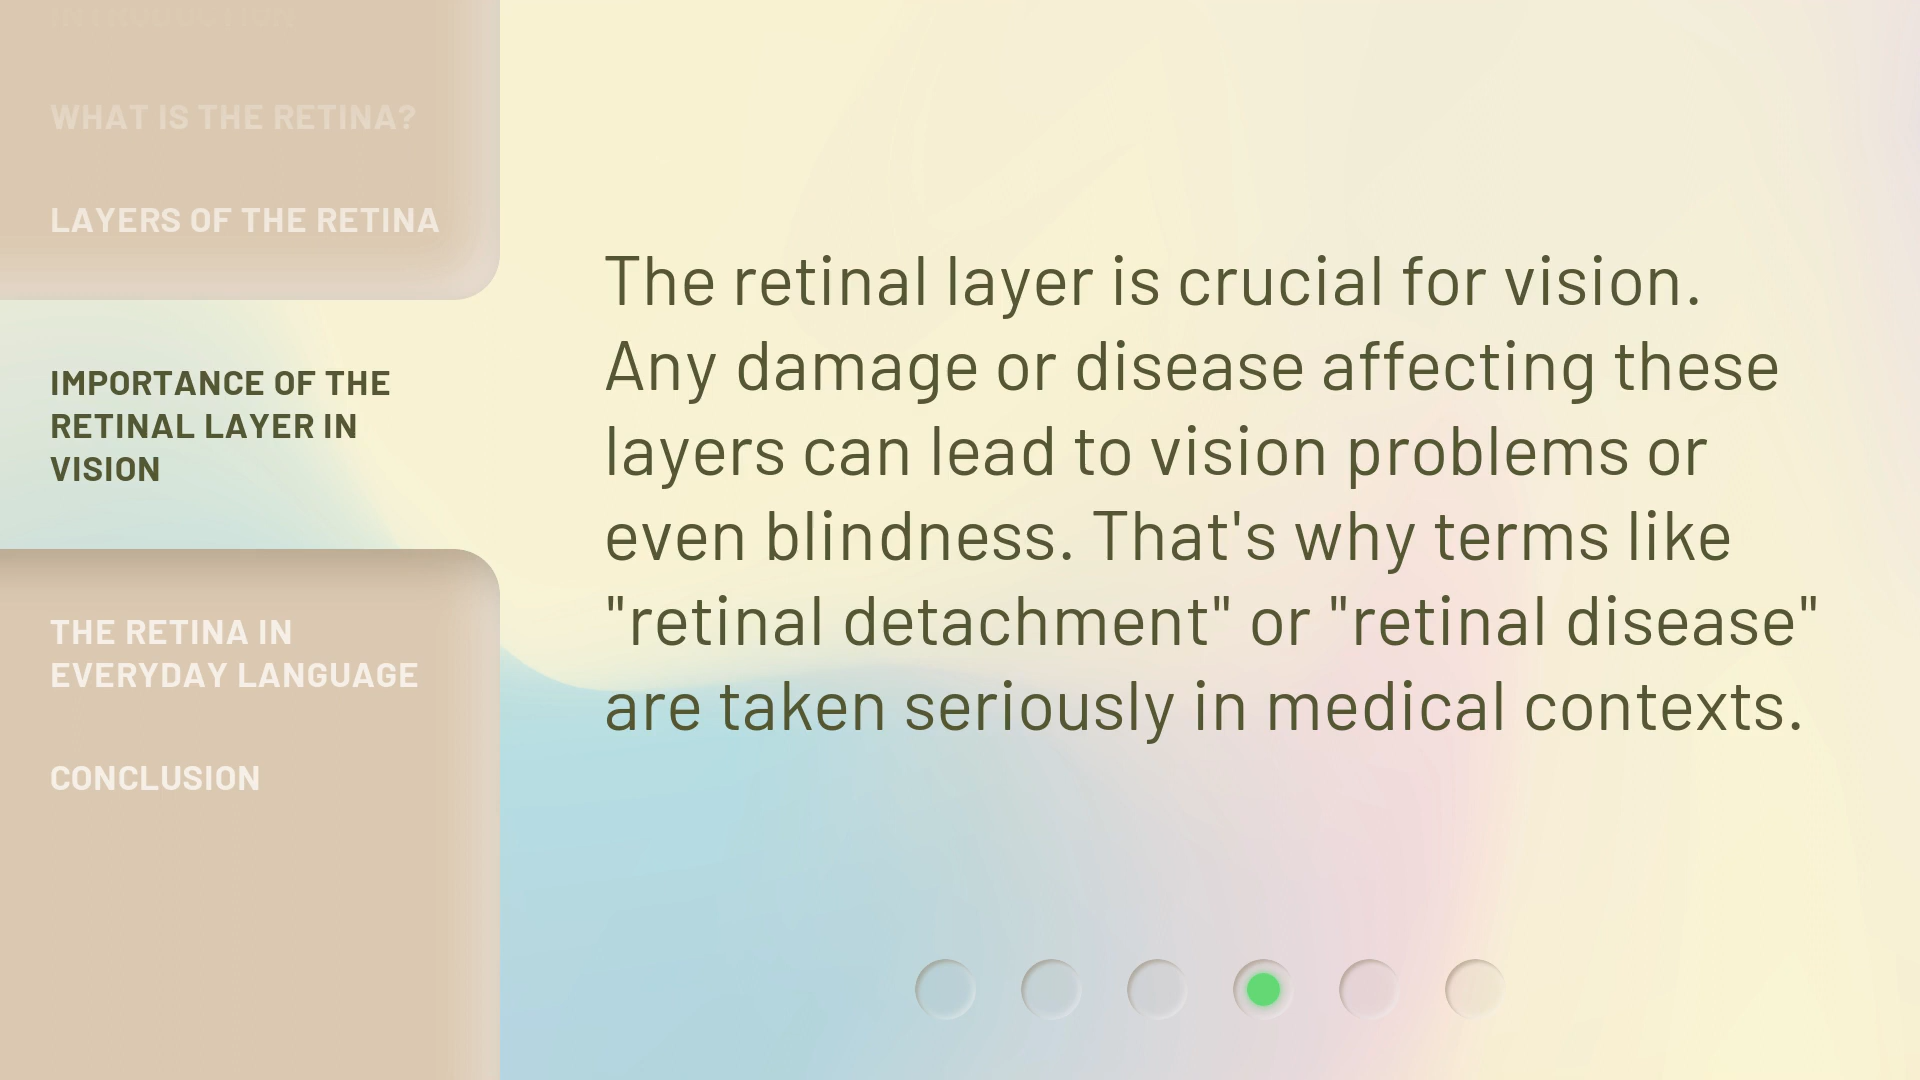 INTRODUCTION
WHAT IS THE RETINA?
LAYERS OF THE RETINA
IMPORTANCE OF THE
RETINAL LAYER IN
VISION
THE RETINA IN
EVERYDAY LANGUAGE
CONCLUSION
The retinal layer is crucial for vision.
Any damage or disease affecting these
layers can lead to vision problems or
even blindness. That's why terms like
"retinal detachment" or "retinal disease"
are taken seriously in medical contexts.